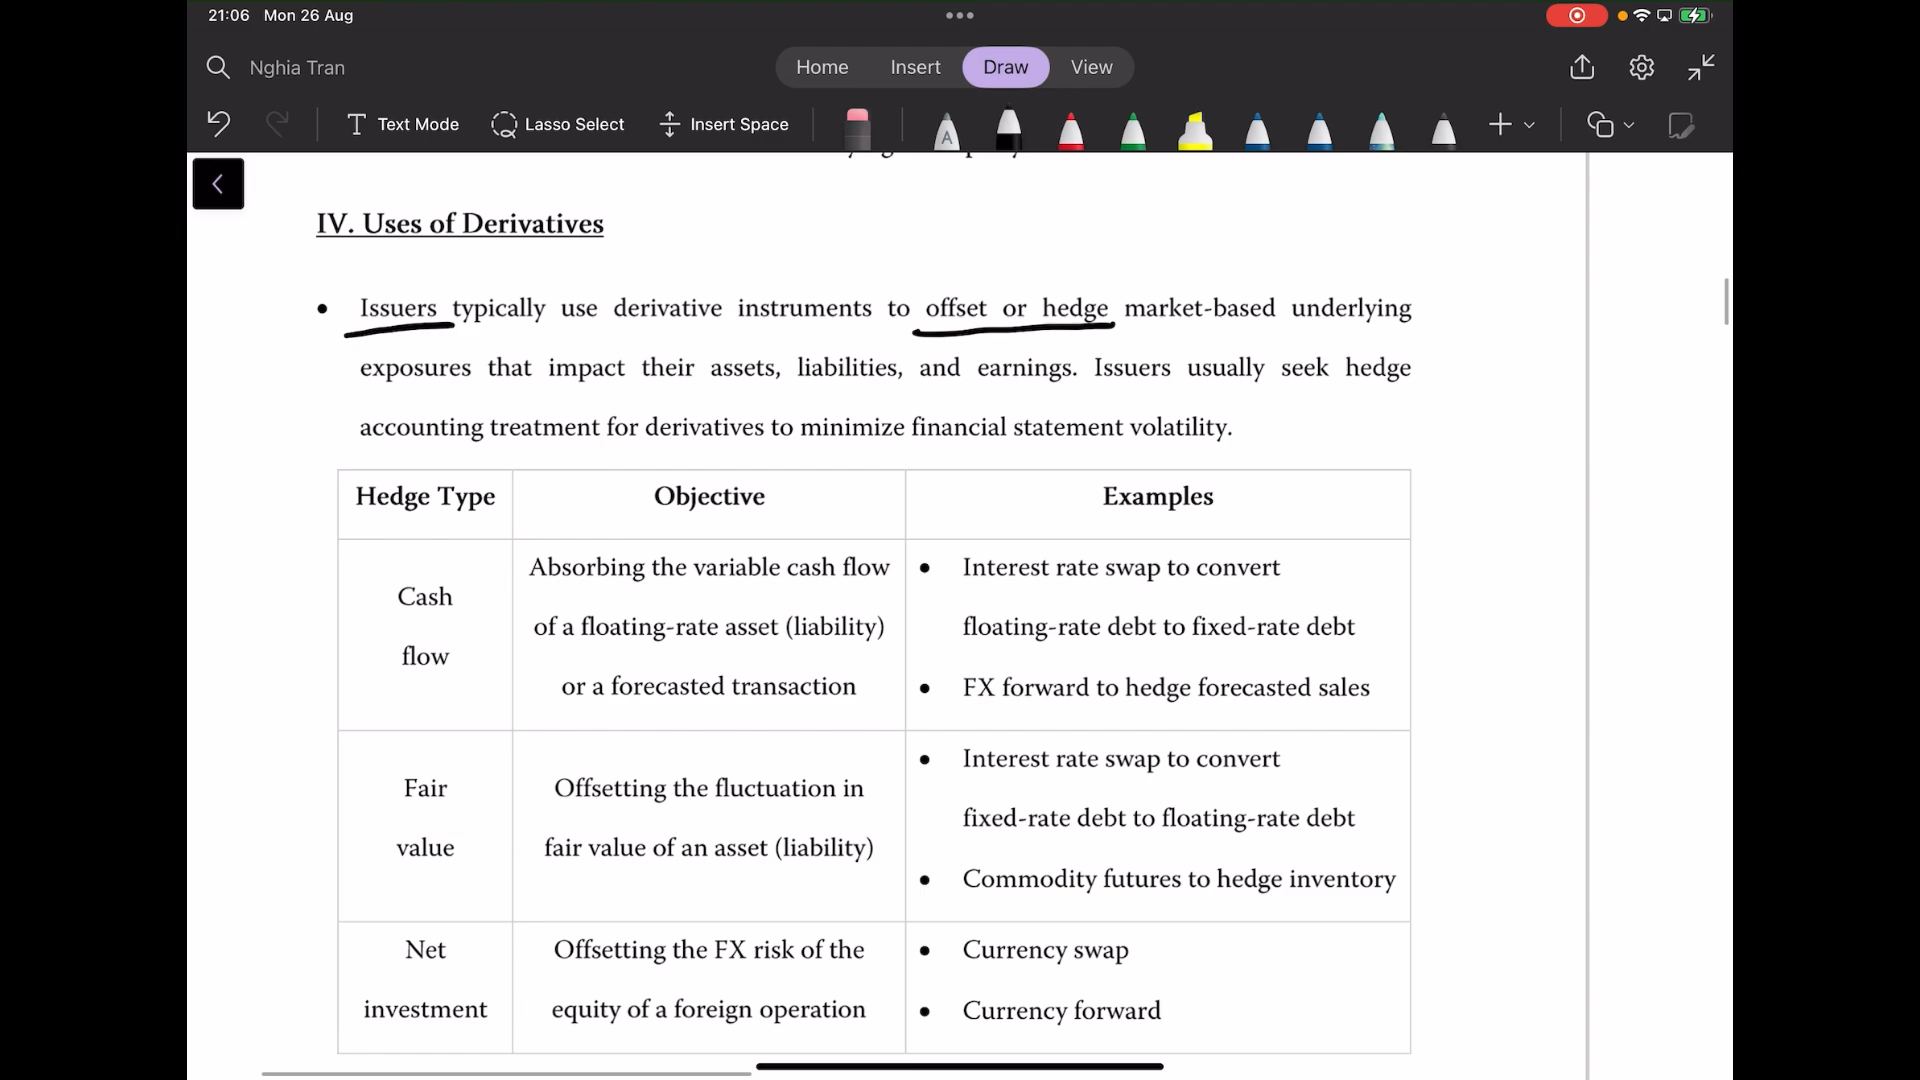 21:06 Mon 26 Aug
Nghia Tran
Home Insert Draw View
Text Mode Lasso Select Insert Space
A
IV. Uses of Derivatives
• Issuers typically use derivative instruments to offset or hedge market-based underlying
exposures that impact their assets, liabilities, and earnings. Issuers usually seek hedge
accounting treatment for derivatives to minimize financial statement volatility.
Hedge Type Objective Examples
Cash
flow
Absorbing the variable cash flow
of a floating-rate asset (liability)
or a forecasted transaction
• Interest rate swap to convert
floating-rate debt to fixed-rate debt
• FX forward to hedge forecasted sales
Fair
value
Offsetting the fluctuation in
fair value of an asset (liability)
• Interest rate swap to convert
fixed-rate debt to floating-rate debt
• Commodity futures to hedge inventory
Net
investment
Offsetting the FX risk of the
equity of a foreign operation
• Currency swap
• Currency forward